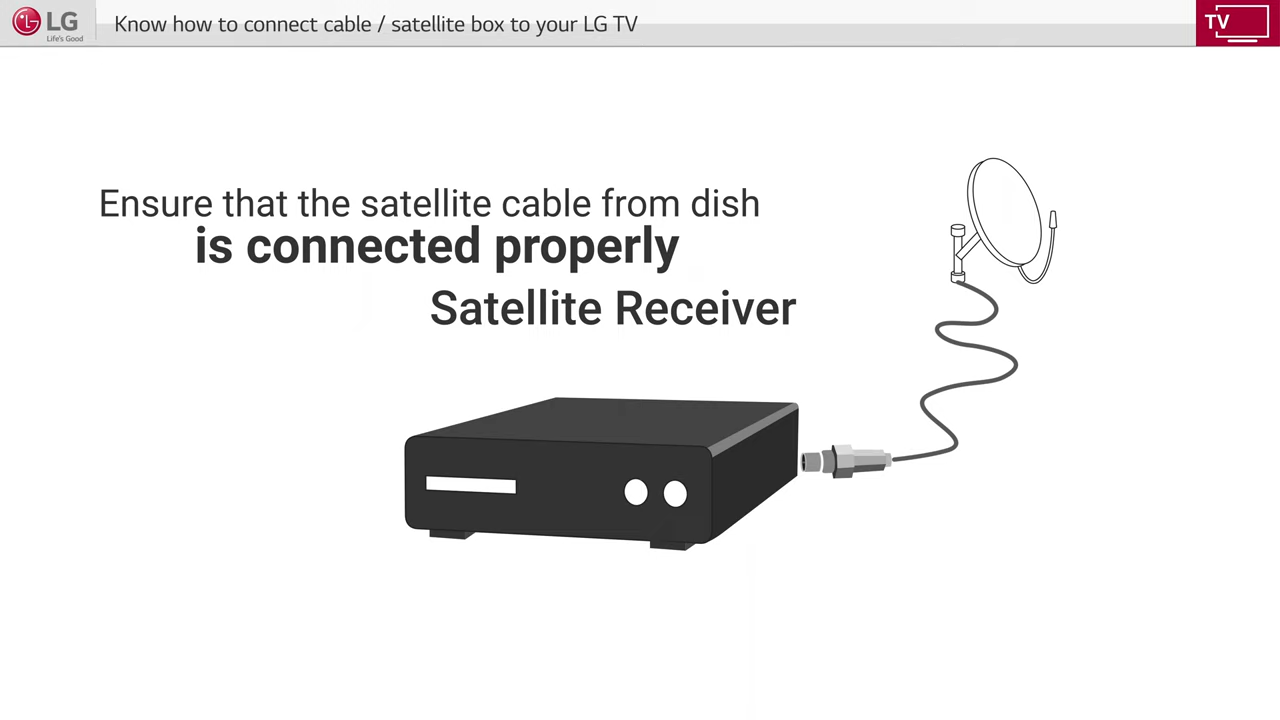 LG
Life's Good
Know how to connect cable / satellite box to your LG TV
TV
Ensure that the satellite cable from dish
is connected properly
Satellite Receiver